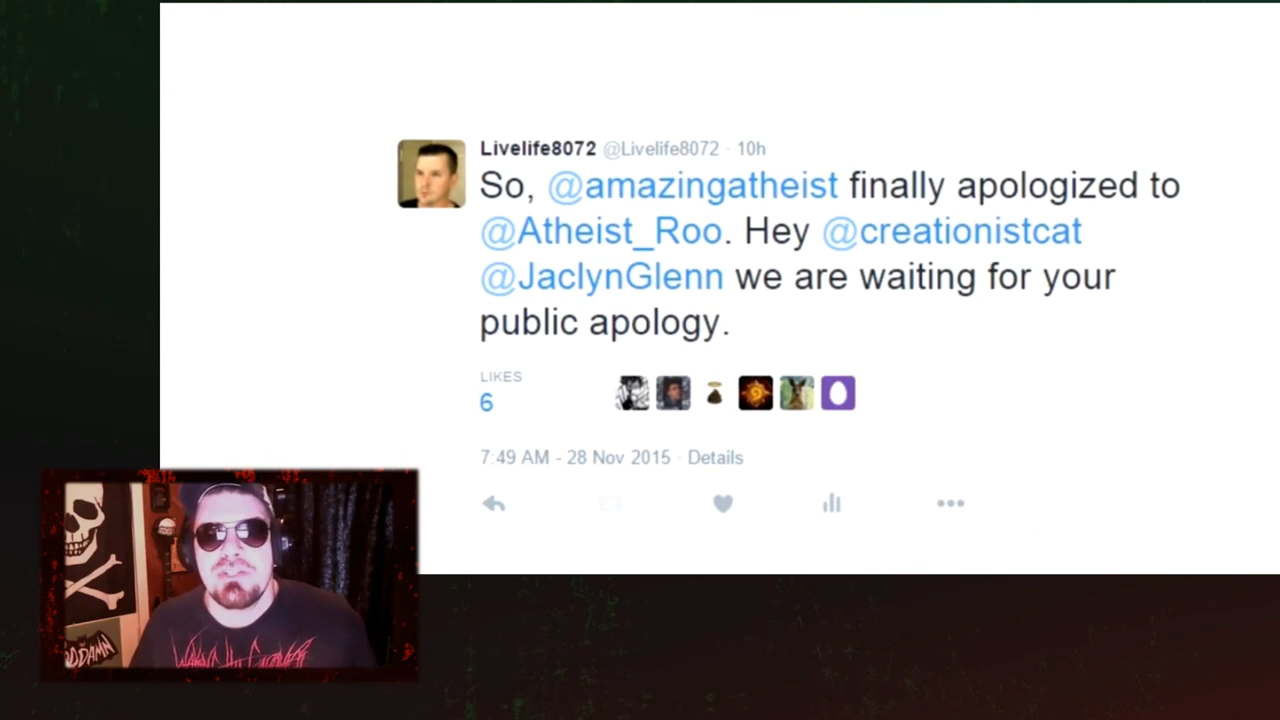 Livelife8072 @Livelife8072 · 10h
So, @amazingatheist finally apologized to
@Atheist_Roo. Hey @creationistcat
@JaclynGlenn we are waiting for your
public apology.
LIKES
6
7:49 AM - 28 Nov 2015 · Details